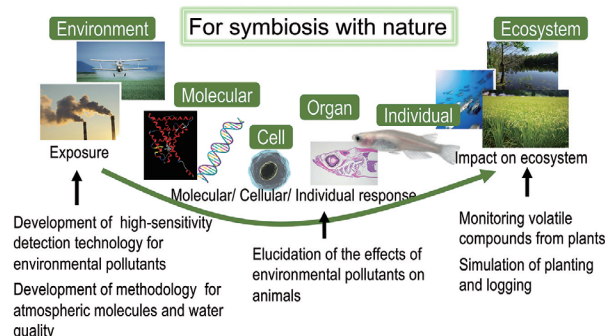 For symbiosis with nature
Environment
Ecosystem
Molecular
Cell
Organ
Individual
Exposure
Molecular/ Cellular/ Individual response
Impact on ecosystem
Development of high-sensitivity
detection technology for
environmental pollutants
Development of methodology for
atmospheric molecules and water
quality
Elucidation of the effects of
environmental pollutants on
animals
Monitoring volatile
compounds from plants
Simulation of planting
and logging